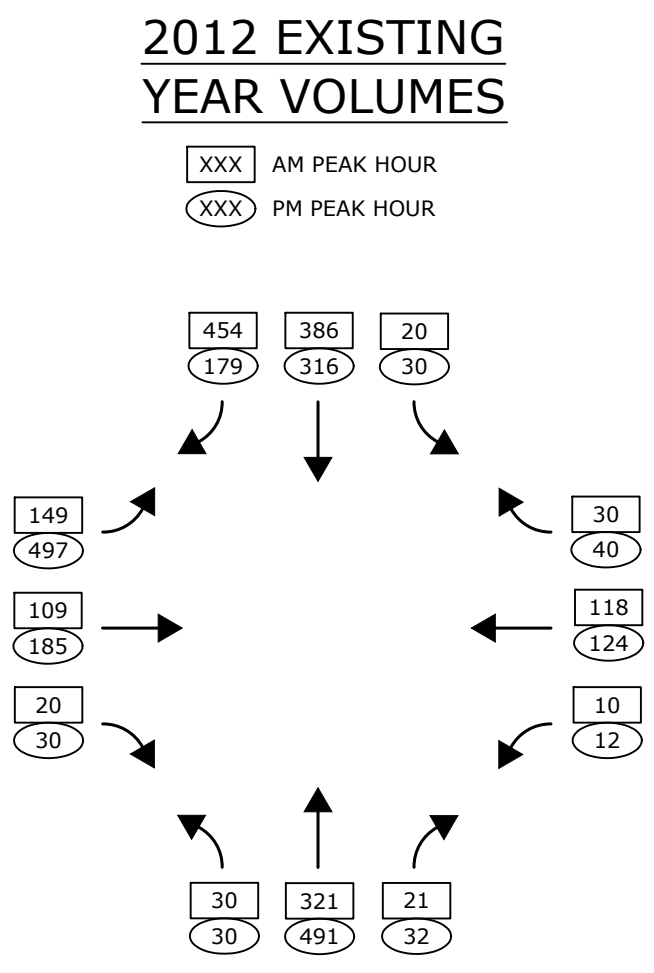 2012 EXISTING
YEAR VOLUMES
XXX AM PEAK HOUR
XXX PM PEAK HOUR
454 386 20
179 316 30
149 30
497 40
109 118
185 124
20 10
30 12
30 321 21
30 491 32